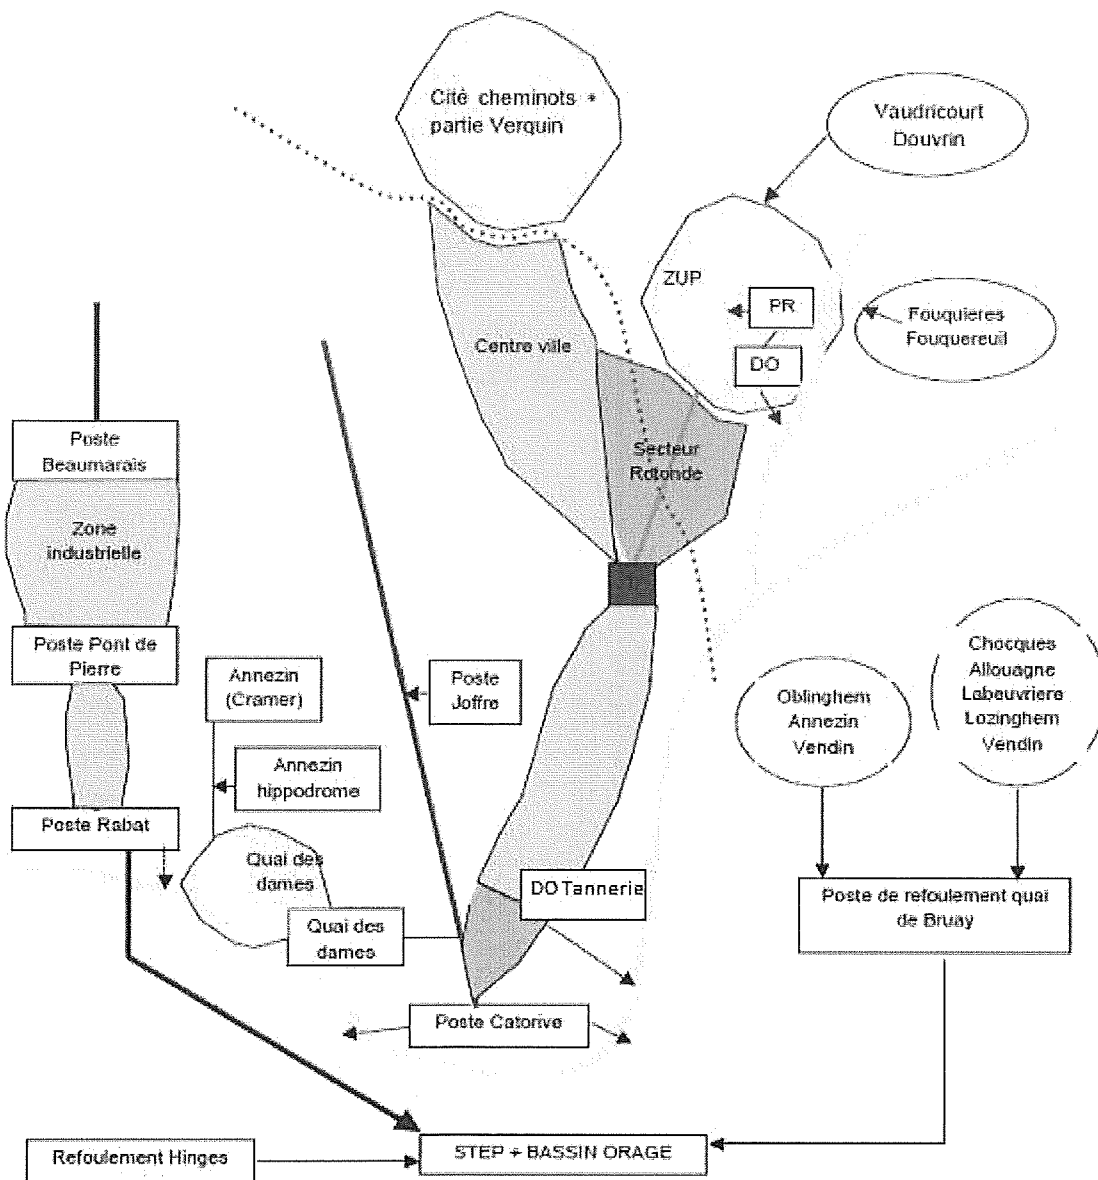 Cité cheminots +
partie Verquin
Vaudricourt
Douvrin
ZUP
PR
DO
Fouquieres
Fouquereuil
Centre ville
Secteur
Rotonde
Poste
Beaumarais
Zone
industrielle
Poste Pont de
Pierre
Annezin
(Cramer)
Poste
Joffre
Annezin
hippodrome
Oblinghem
Annezin
Vendin
Chocques
Allouagne
Labeuvriere
Lozinghem
Vendin
Poste Rabat
Quai des
dames
Quai des
dames
DO Tannerie
Poste de refoulement quai
de Bruay
Poste Catorive
Refoulement Hinges
STEP + BASSIN ORAGE